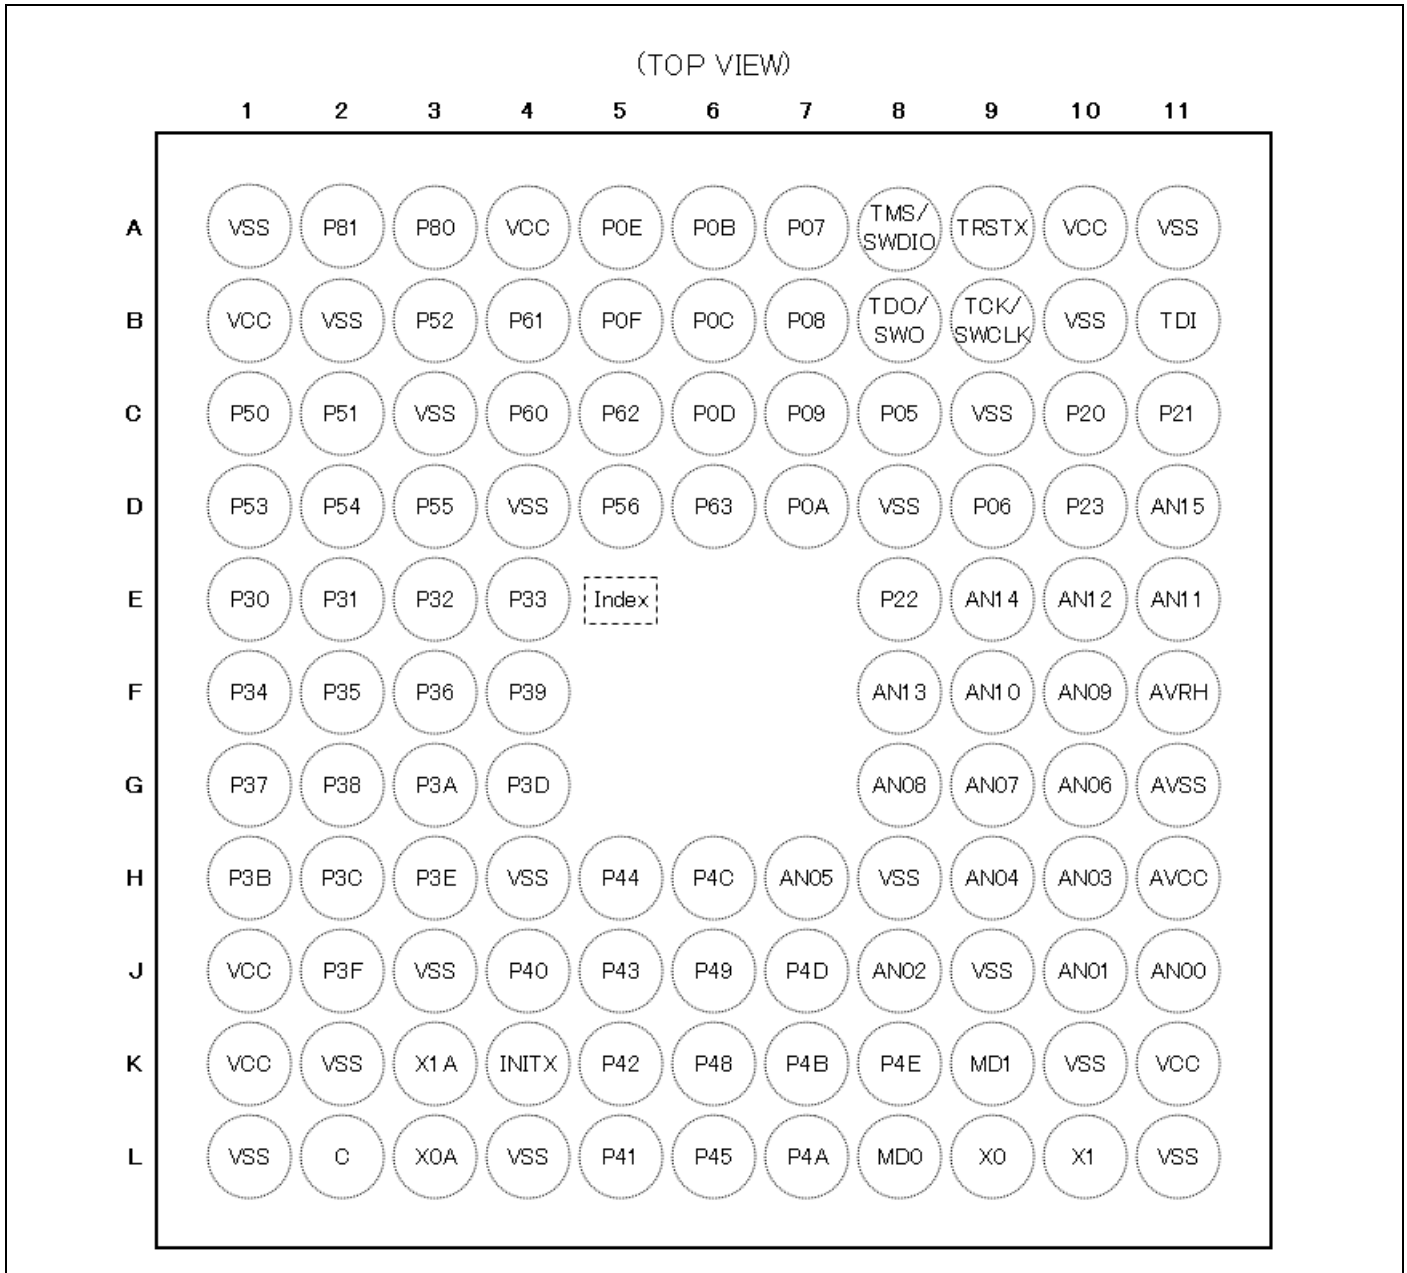 (TOP VIEW)
1 2 3 4 5 6 7 8 9 10 11
A VSS P81 P80 VCC P0E P0B P07 TMS/SWDIO TRSTX VCC VSS
B VCC VSS P52 P61 P0F P0C P08 TDO/SWO TCK/SWCLK VSS TDI
C P50 P51 VSS P60 P62 P0D P09 P05 VSS P20 P21
D P53 P54 P55 VSS P56 P63 P0A VSS P06 P23 AN15
E P30 P31 P32 P33 Index P22 AN14 AN12 AN11
F P34 P35 P36 P39 AN13 AN10 AN09 AVRH
G P37 P38 P3A P3D AN08 AN07 AN06 AVSS
H P3B P3C P3E VSS P44 P4C AN05 VSS AN04 AN03 AVCC
J VCC P3F VSS P40 P43 P49 P4D AN02 VSS AN01 AN00
K VCC VSS X1A INITX P42 P48 P4B P4E MD1 VSS VCC
L VSS C X0A VSS P41 P45 P4A MD0 X0 X1 VSS